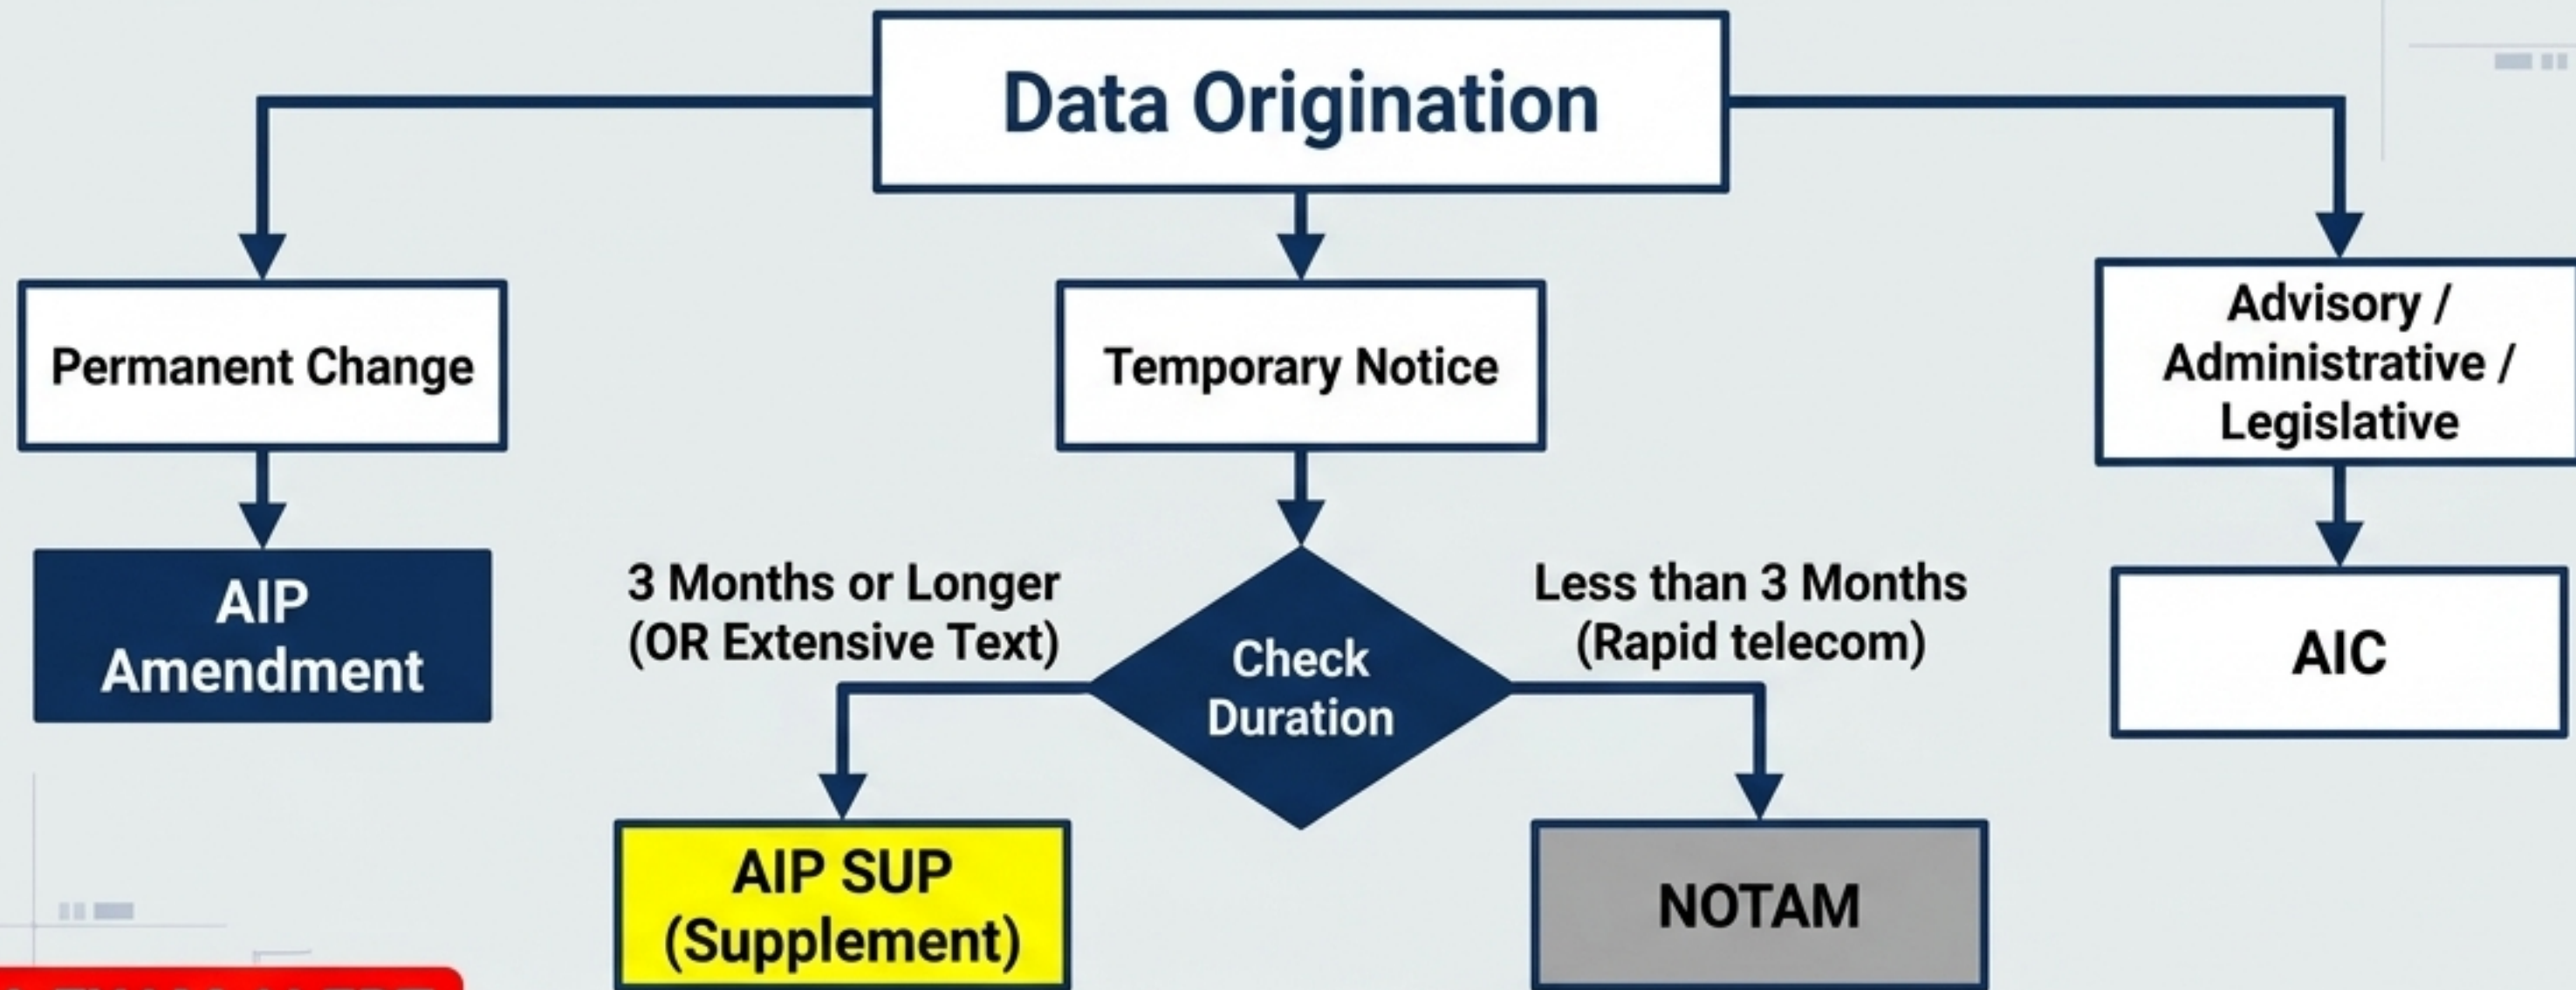 Data Origination
Permanent Change
Temporary Notice
Advisory /
Administrative /
Legislative
AIP
Amendment
3 Months or Longer
(OR Extensive Text)
Check
Duration
Less than 3 Months
(Rapid telecom)
AIC
AIP SUP
(Supplement)
NOTAM